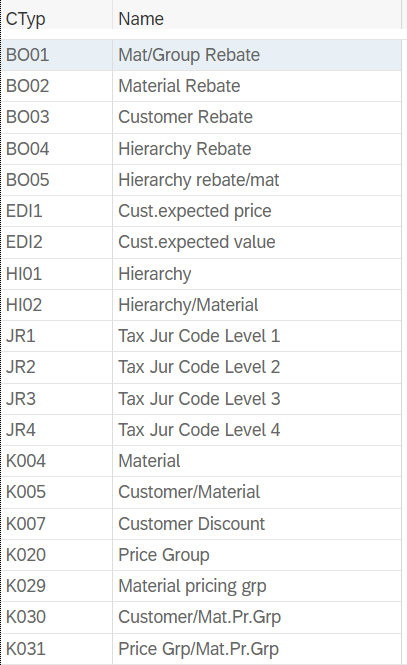 CTyp Name
BO01 Mat/Group Rebate
BO02 Material Rebate
BO03 Customer Rebate
BO04 Hierarchy Rebate
BO05 Hierarchy rebate/mat
EDI1 Cust.expected price
EDI2 Cust.expected value
HI01 Hierarchy
HI02 Hierarchy/Material
JR1 Tax Jur Code Level 1
JR2 Tax Jur Code Level 2
JR3 Tax Jur Code Level 3
JR4 Tax Jur Code Level 4
K004 Material
K005 Customer/Material
K007 Customer Discount
K020 Price Group
K029 Material pricing grp
K030 Customer/Mat.Pr.Grp
K031 Price Grp/Mat.Pr.Grp